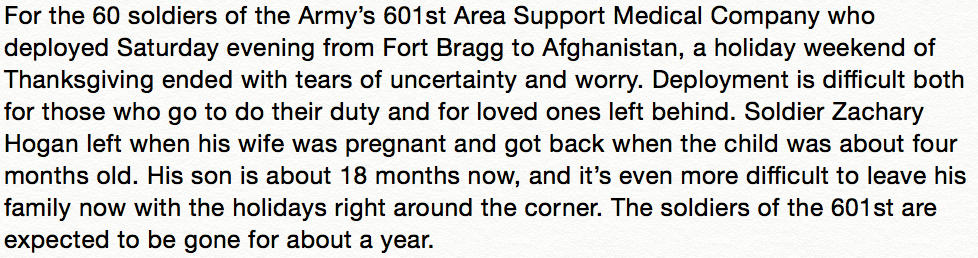 For the 60 soldiers of the Army’s 601st Area Support Medical Company who
deployed Saturday evening from Fort Bragg to Afghanistan, a holiday weekend of
Thanksgiving ended with tears of uncertainty and worry. Deployment is difficult both
for those who go to do their duty and for loved ones left behind. Soldier Zachary
Hogan left when his wife was pregnant and got back when the child was about four
months old. His son is about 18 months now, and it’s even more difficult to leave his
family now with the holidays right around the corner. The soldiers of the 601st are
expected to be gone for about a year.